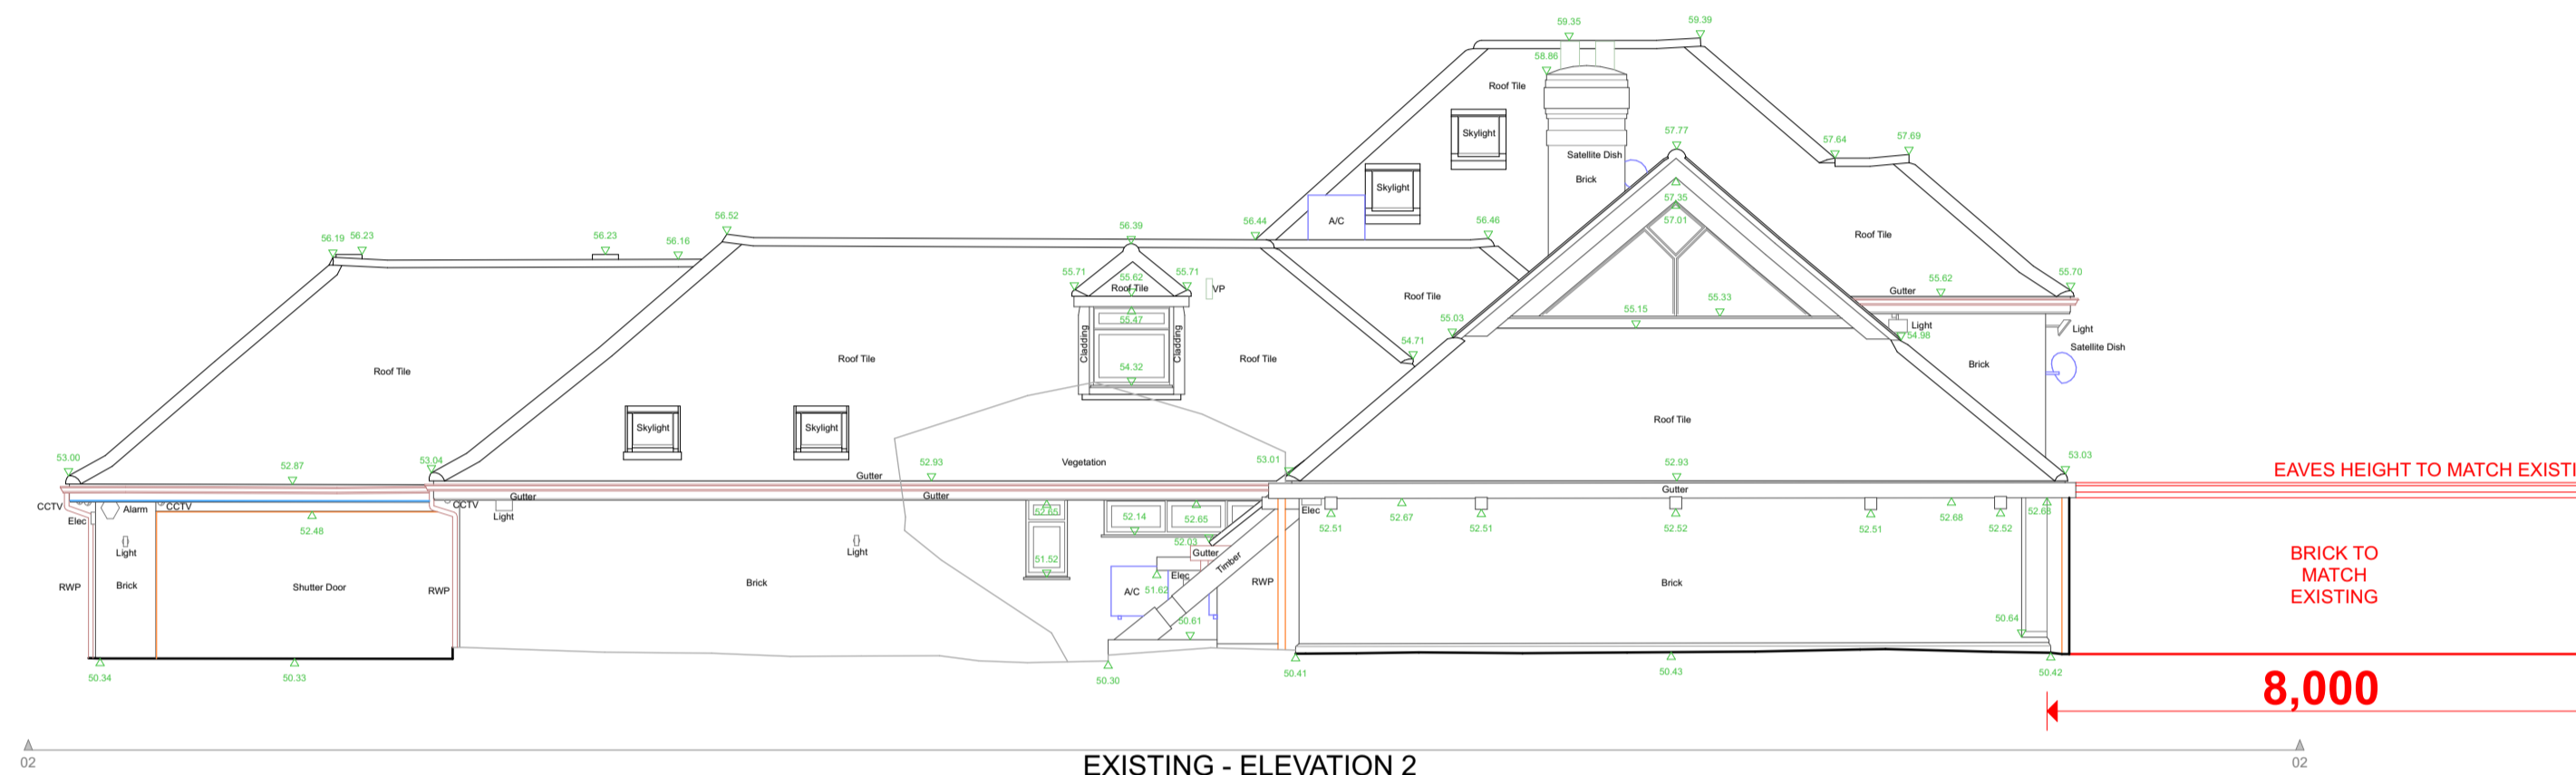 59.35
59.39
58.86
Roof Tile
Skylight
57.77
57.64
57.69
Satellite Dish
Brick
Skylight
57.35
57.01
A/C
56.52
56.39
56.44
56.46
Roof Tile
56.19
56.23
56.23
56.16
55.71
55.62
55.71
Roof Tile
VP
55.47
Cladding
Cladding
54.32
Roof Tile
55.03
54.71
55.15
55.33
Gutter
55.62
55.70
Light
54.98
Light
Satellite Dish
Brick
Roof Tile
Roof Tile
Roof Tile
Roof Tile
Skylight
Skylight
53.00
52.87
53.04
Gutter
52.93
Vegetation
53.01
52.93
Gutter
53.03
EAVES HEIGHT TO MATCH EXISTI
CCTV
CCTV
Elec
Alarm
52.48
CCTV
Gutter
Light
Gutter
52.65
52.14
52.65
52.03
Elec
52.51
52.67
52.51
52.52
52.51
52.68
52.52
52.68
{}
Light
{}
Light
RWP
Brick
Shutter Door
RWP
Brick
51.52
Gutter
Timber
Elec
A/C
51.62
RWP
Brick
BRICK TO
MATCH
EXISTING
50.61
50.64
50.34
50.33
50.30
50.41
50.43
50.42
8,000
02
EXISTING - ELEVATION 2
02